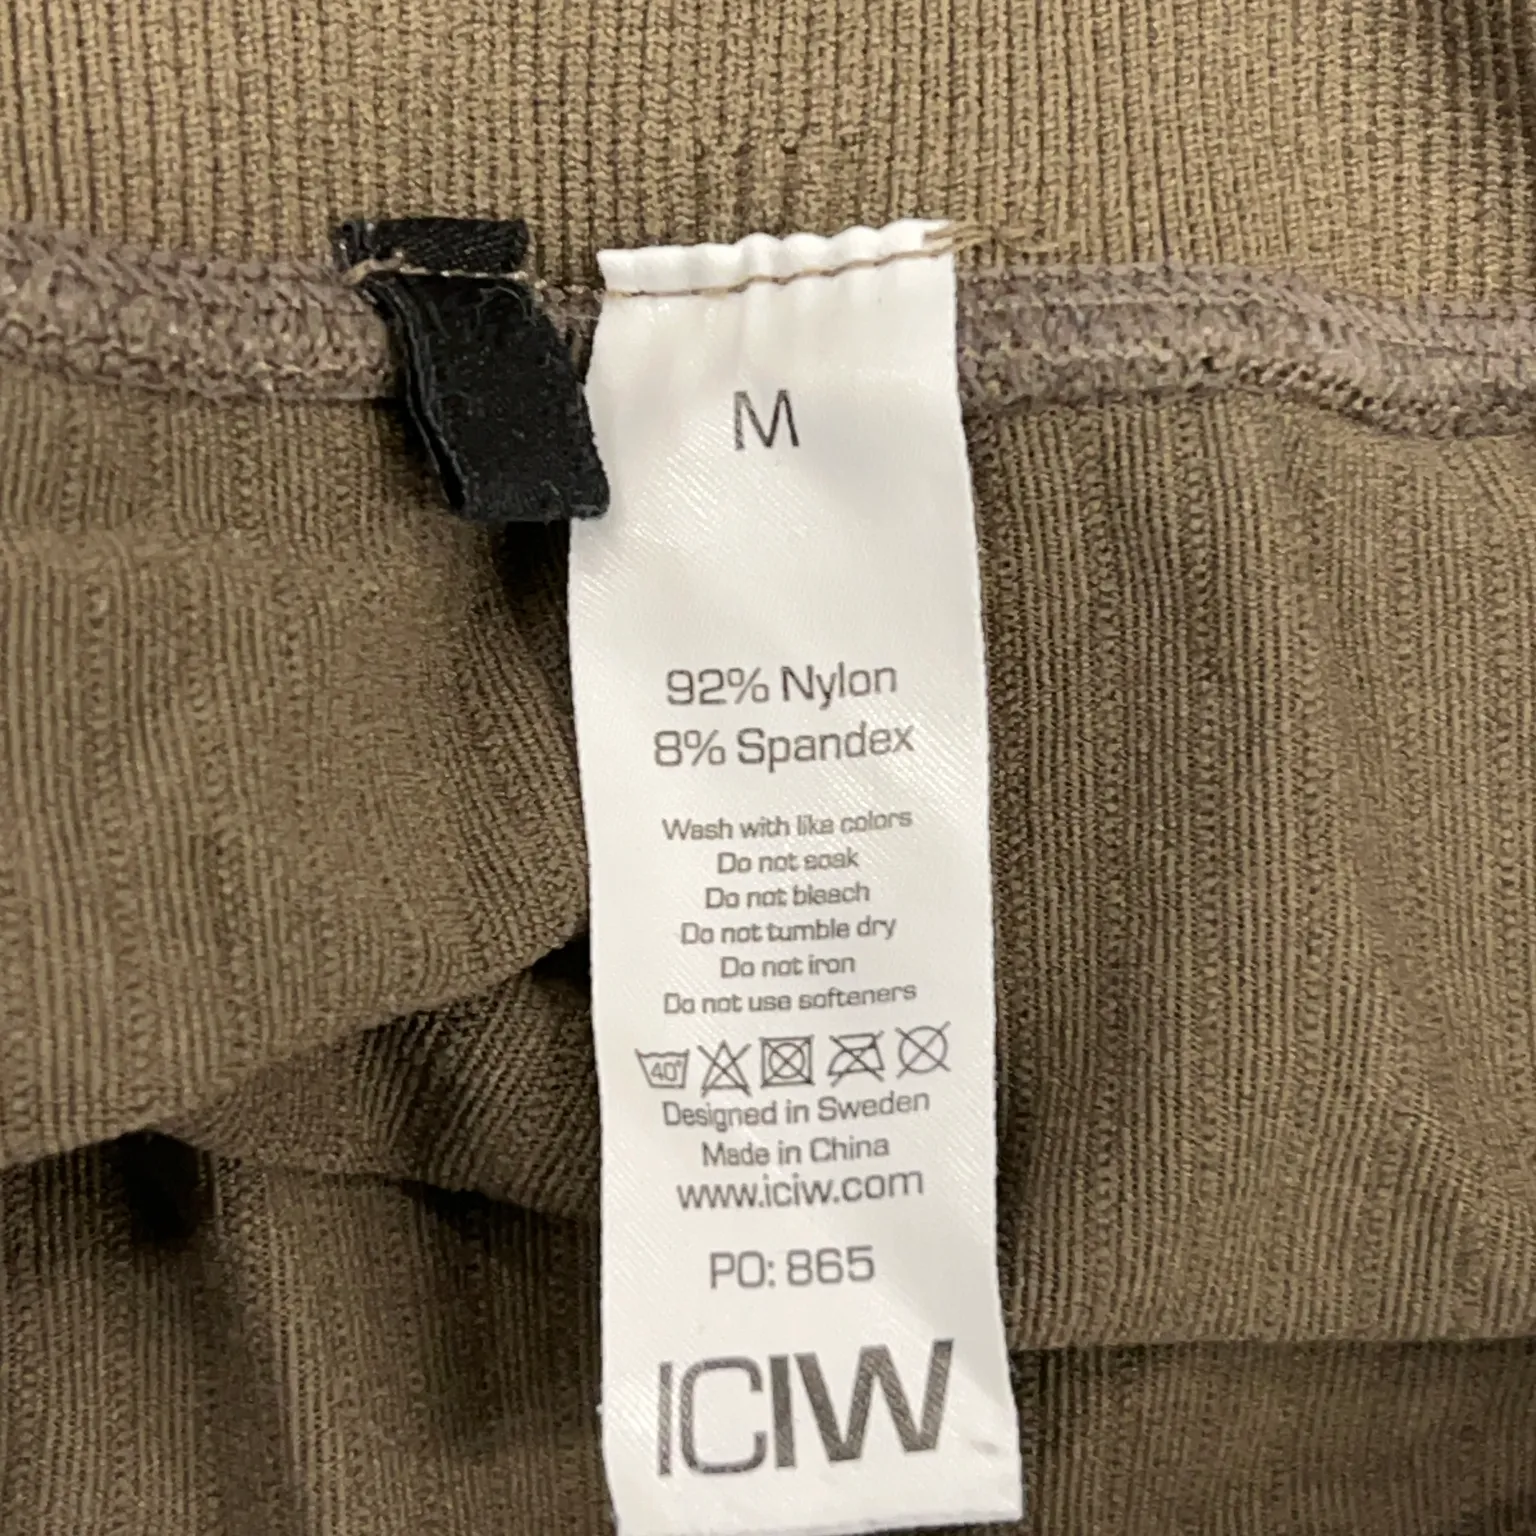 M
92% Nylon
8% Spandex
Wash with like colors
Do not soak
Do not bleach
Do not tumble dry
Do not iron
Do not use softeners
40°
Designed in Sweden
Made in China
www.iciw.com
PO: 865
ICIW